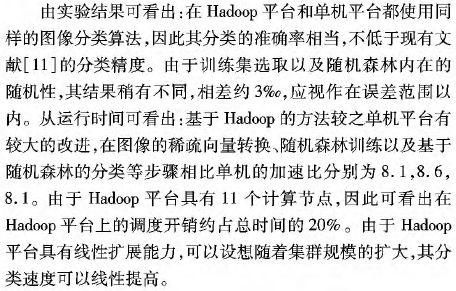 由实验结果可看出:在 Hadoop 平台和单机平台都使用同
样的图像分类算法,因此其分类的准确率相当,不低于现有文
献[11]的分类精度。由于训练集选取以及随机森林内在的
随机性,其结果稍有不同,相差约 3‰,应视作在误差范围以
内。从运行时间可看出:基于 Hadoop 的方法较之单机平台有
较大的改进,在图像的稀疏向量转换、随机森林训练以及基于
随机森林的分类等步骤相比单机的加速比分别为 8.1,8.6,
8.1。由于 Hadoop 平台具有 11 个计算节点,因此可看出在
Hadoop 平台上的调度开销约占总时间的 20%。由于 Hadoop
平台具有线性扩展能力,可以设想随着集群规模的扩大,其分
类速度可以线性提高。